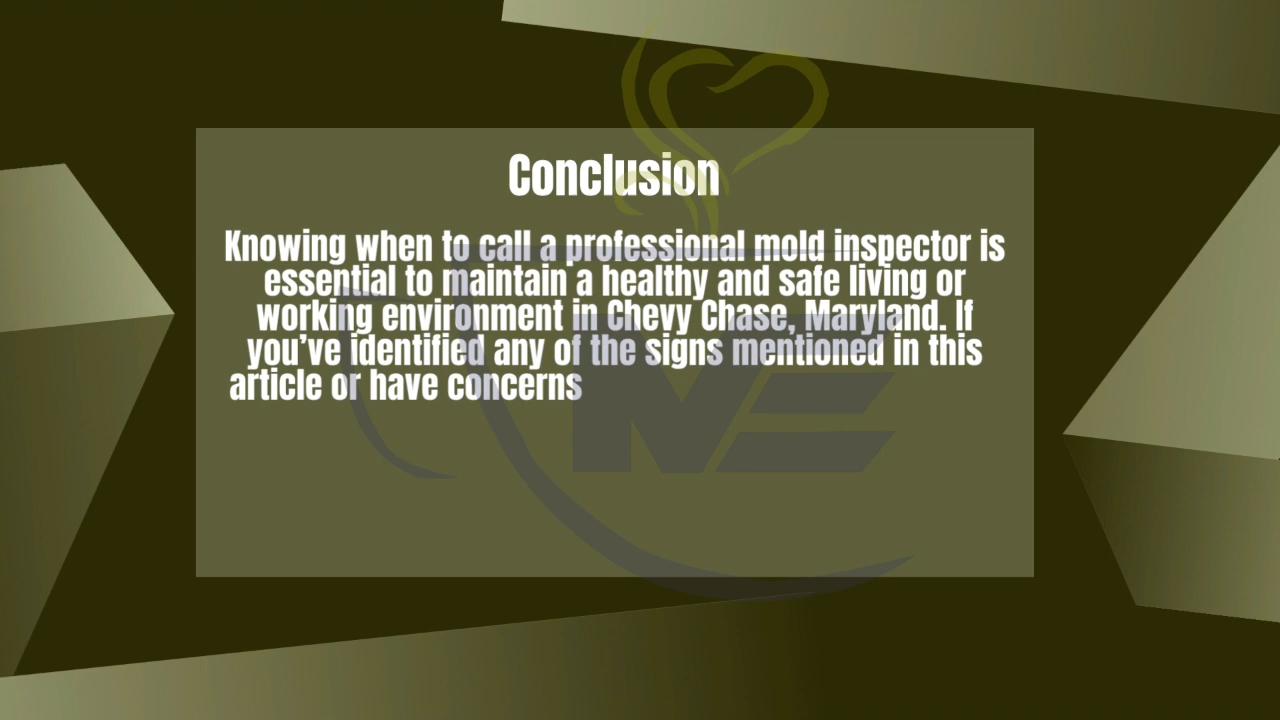 Conclusion
Knowing when to call a professional mold inspector is
essential to maintain a healthy and safe living or
working environment in Chevy Chase, Maryland. If
you've identified any of the signs mentioned in this
article or have concerns